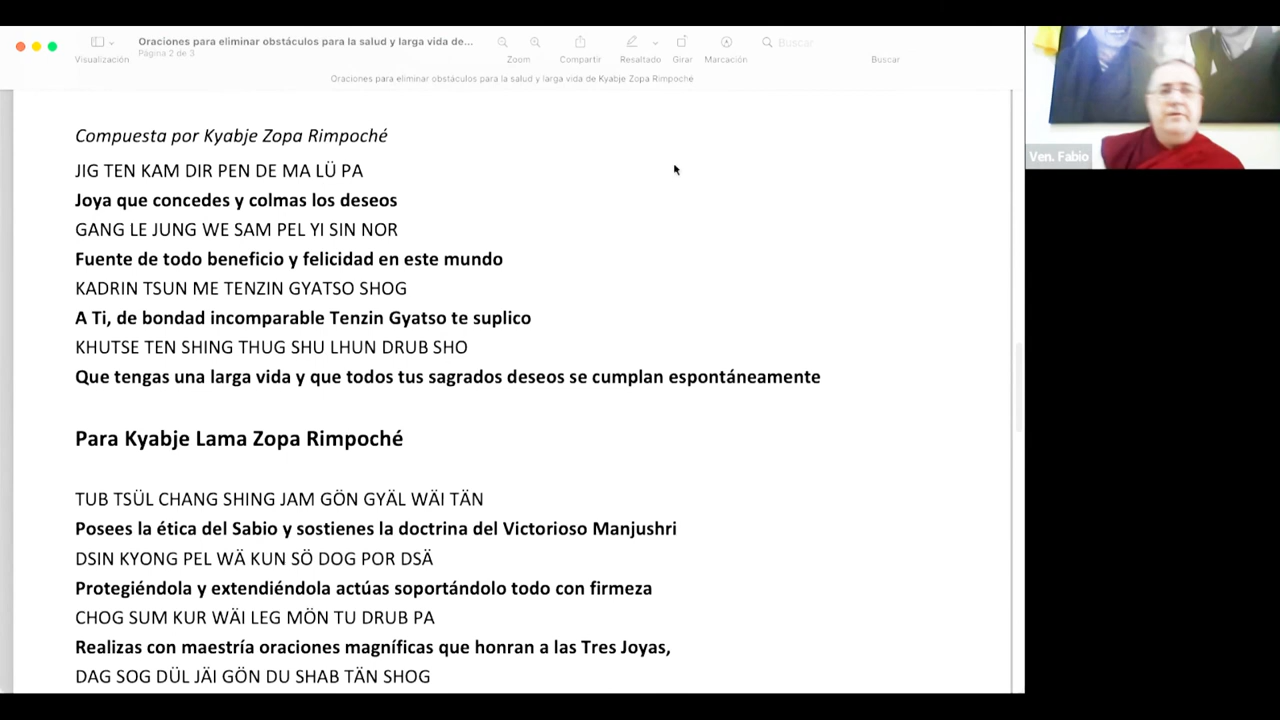 Oraciones para eliminar obstáculos para la salud y larga vida de...
Página 2 de 3
Visualización
Zoom
Compartir
Resaltado
Girar
Marcación
Buscar
Buscar
Oraciones para eliminar obstáculos para la salud y larga vida de Kyabje Zopa Rimpoche
Ven. Fabio
Compuesta por Kyabje Zopa Rimpoché
JIG TEN KAM DIR PEN DE MA LÜ PA
Joya que concedes y colmas los deseos
GANG LE JUNG WE SAM PEL YI SIN NOR
Fuente de todo beneficio y felicidad en este mundo
KADRIN TSUN ME TENZIN GYATSO SHOG
A Ti, de bondad incomparable Tenzin Gyatso te suplico
KHUTSE TEN SHING THUG SHU LHUN DRUB SHO
Que tengas una larga vida y que todos tus sagrados deseos se cumplan espontáneamente
Para Kyabje Lama Zopa Rimpoché
TUB TSÜL CHANG SHING JAM GÖN GYÄL WÄI TÄN
Posees la ética del Sabio y sostienes la doctrina del Victorioso Manjushri
DSIN KYONG PEL WÄ KUN SÖ DOG POR DSÄ
Protegiéndola y extendiéndola actúas soportándolo todo con firmeza
CHOG SUM KUR WÄI LEG MÖN TU DRUB PA
Realizas con maestría oraciones magníficas que honran a las Tres Joyas,
DAG SOG DÜL JÄI GÖN DU SHAB TÄN SHOG